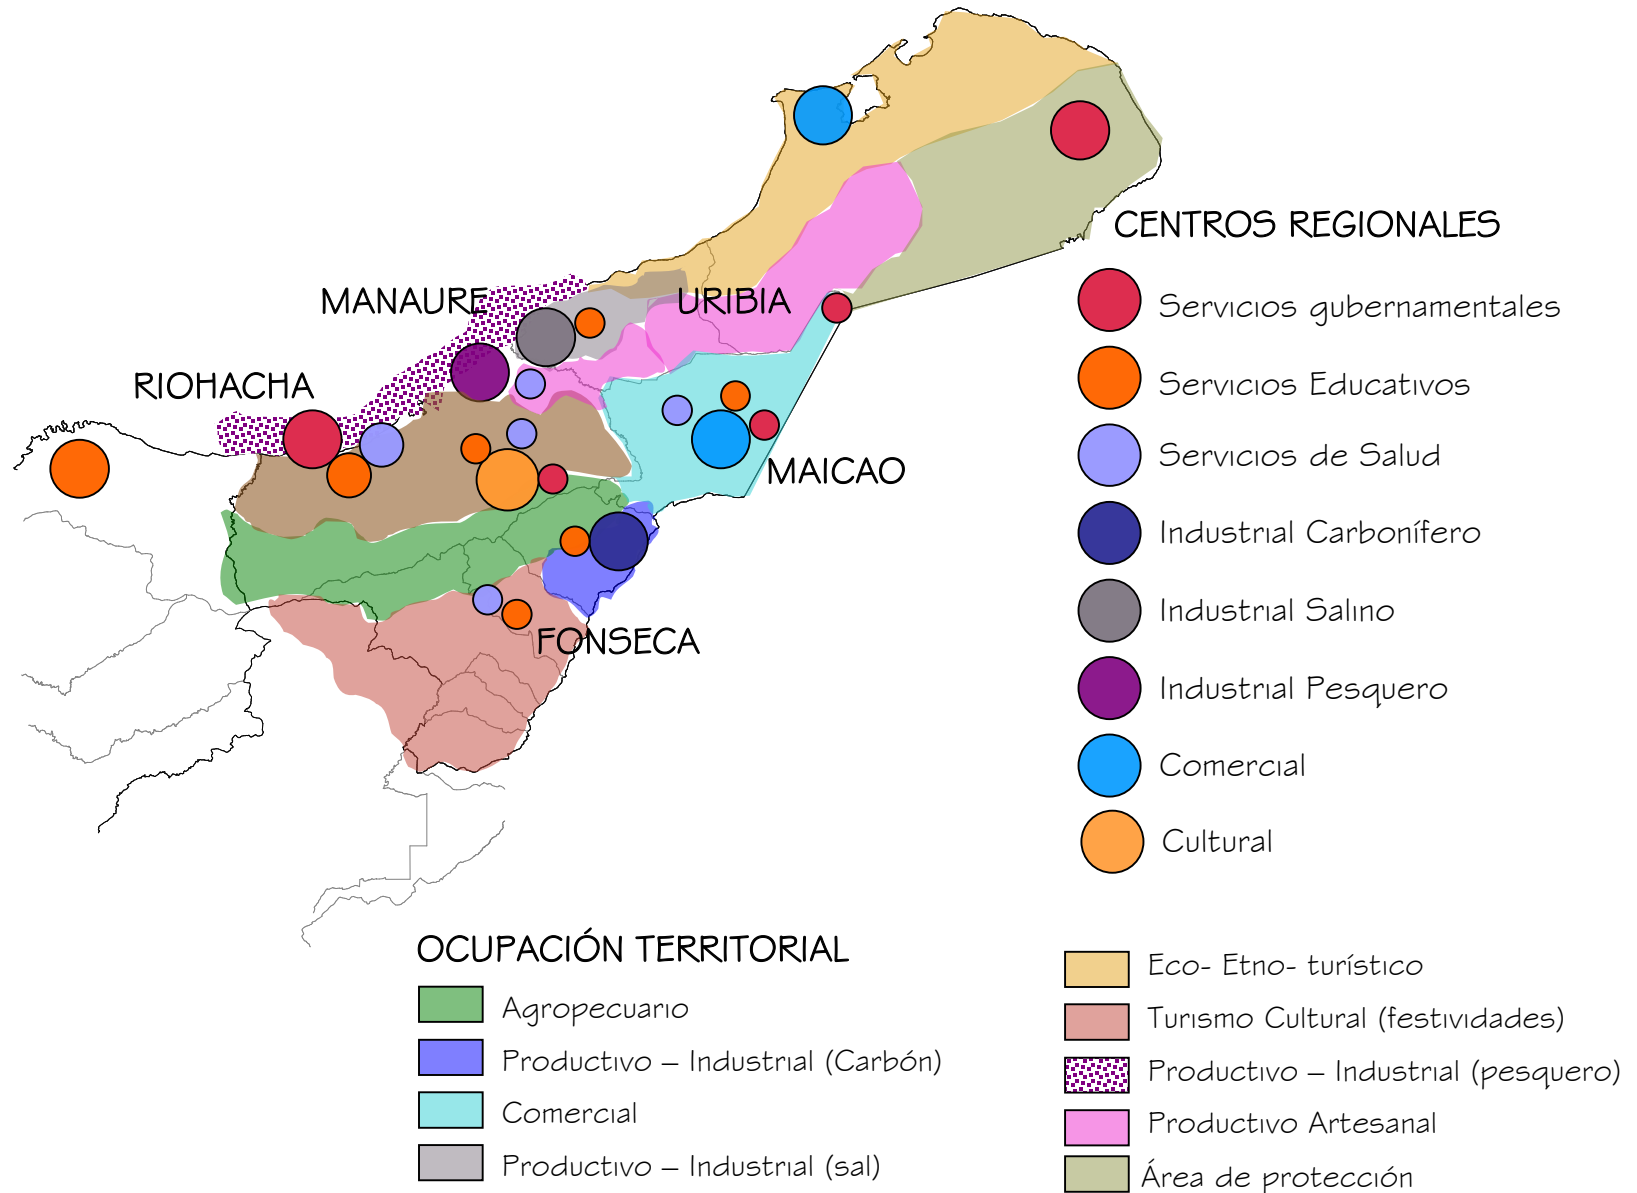 CENTROS REGIONALES
Servicios gubernamentales
MANAURE
URIBIA
Servicios Educativos
RIOHACHA
Servicios de Salud
MAICAO
Industrial Carbonífero
Industrial Salino
FONSECA
Industrial Pesquero
Comercial
Cultural
OCUPACIÓN TERRITORIAL
Agropecuario
Productivo – Industrial (Carbón)
Comercial
Productivo – Industrial (sal)
Eco- Etno- turístico
Turismo Cultural (festividades)
Productivo – Industrial (pesquero)
Productivo Artesanal
Área de protección